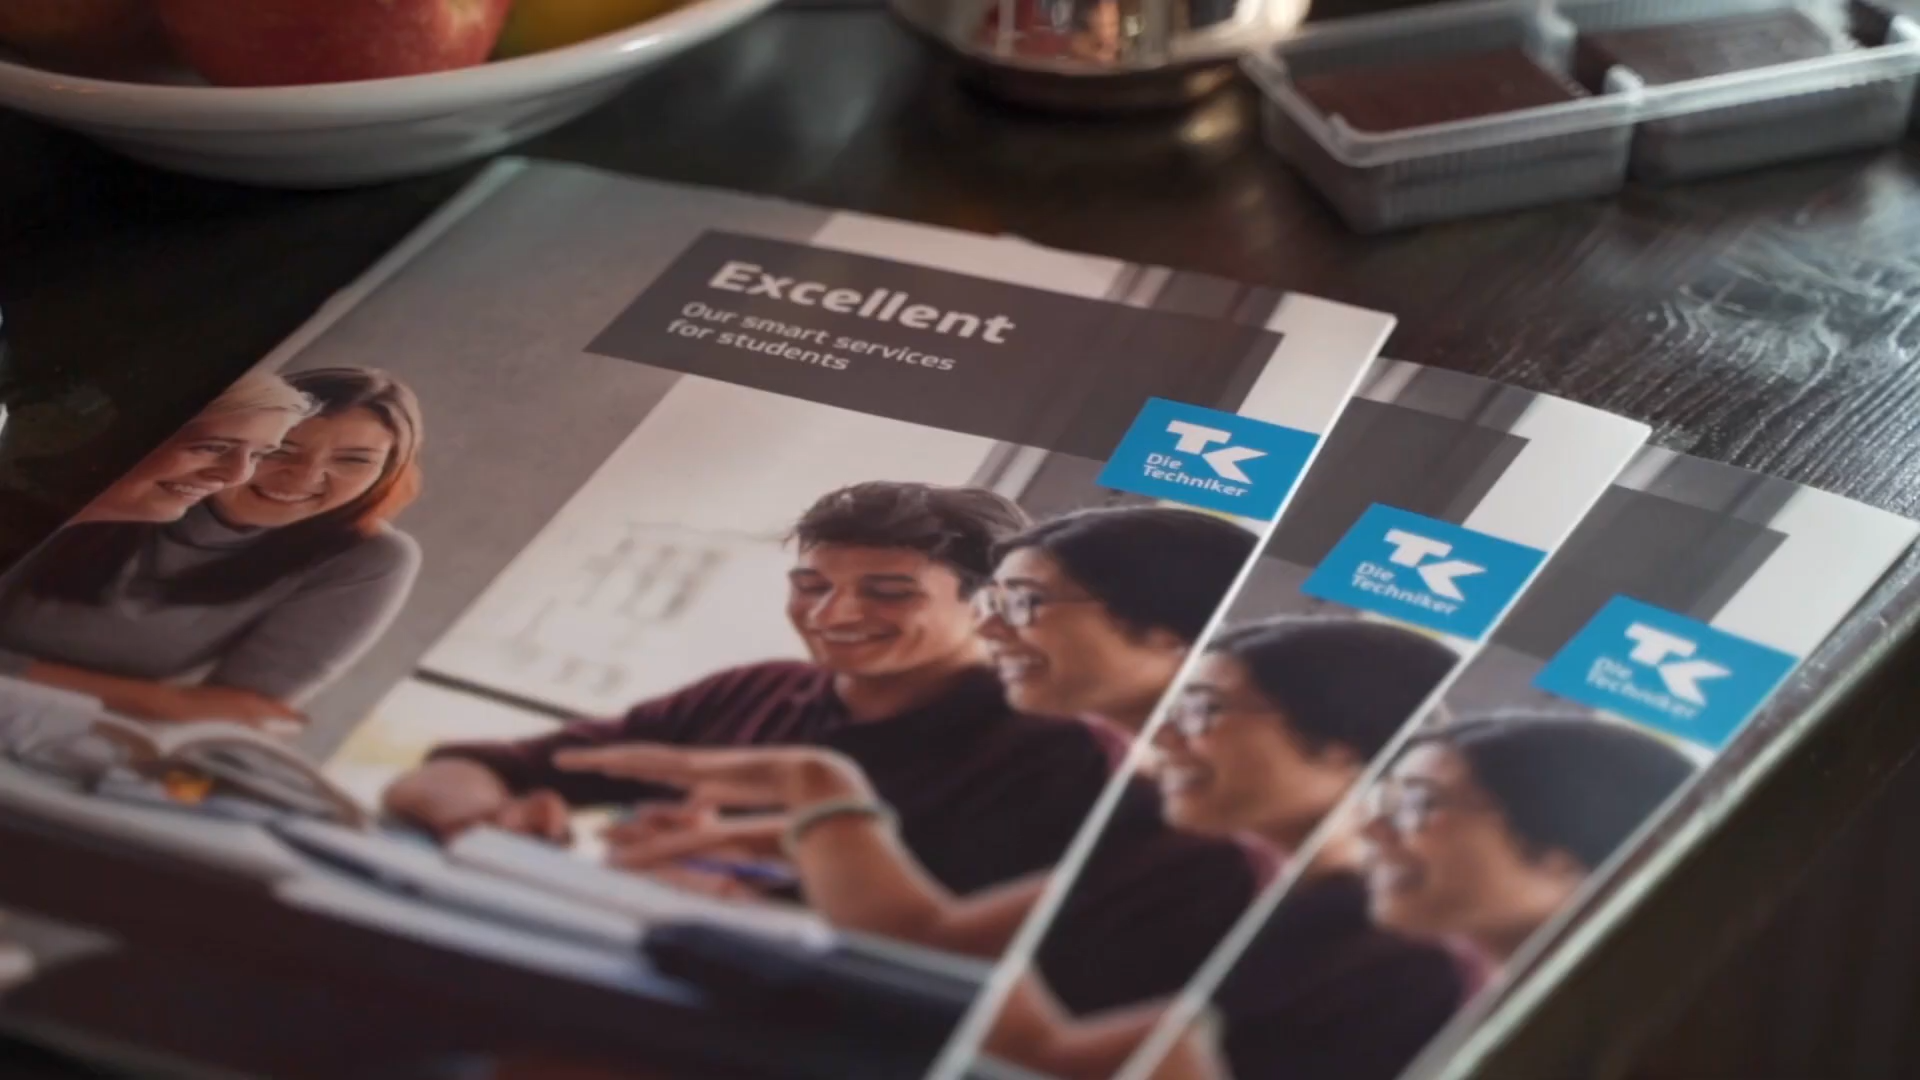 Excellent
Our smart services
for students
TK
Die
Techniker
TK
Die
Techniker
TK
Die
Techniker